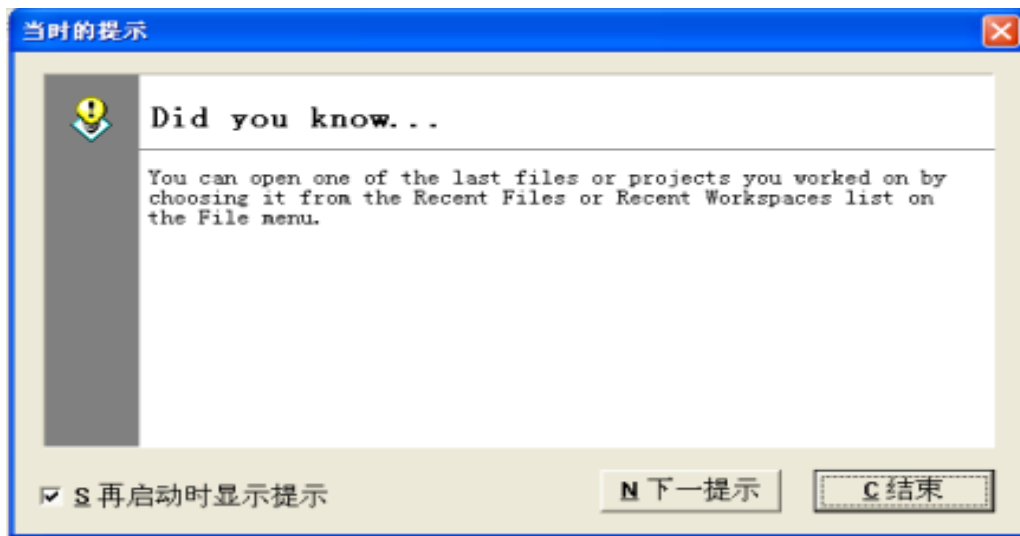 当时的提示
Did you know...
You can open one of the last files or projects you worked on by
choosing it from the Recent Files or Recent Workspaces list on
the File menu.
S 再启动时显示提示
N 下一提示
C 结束